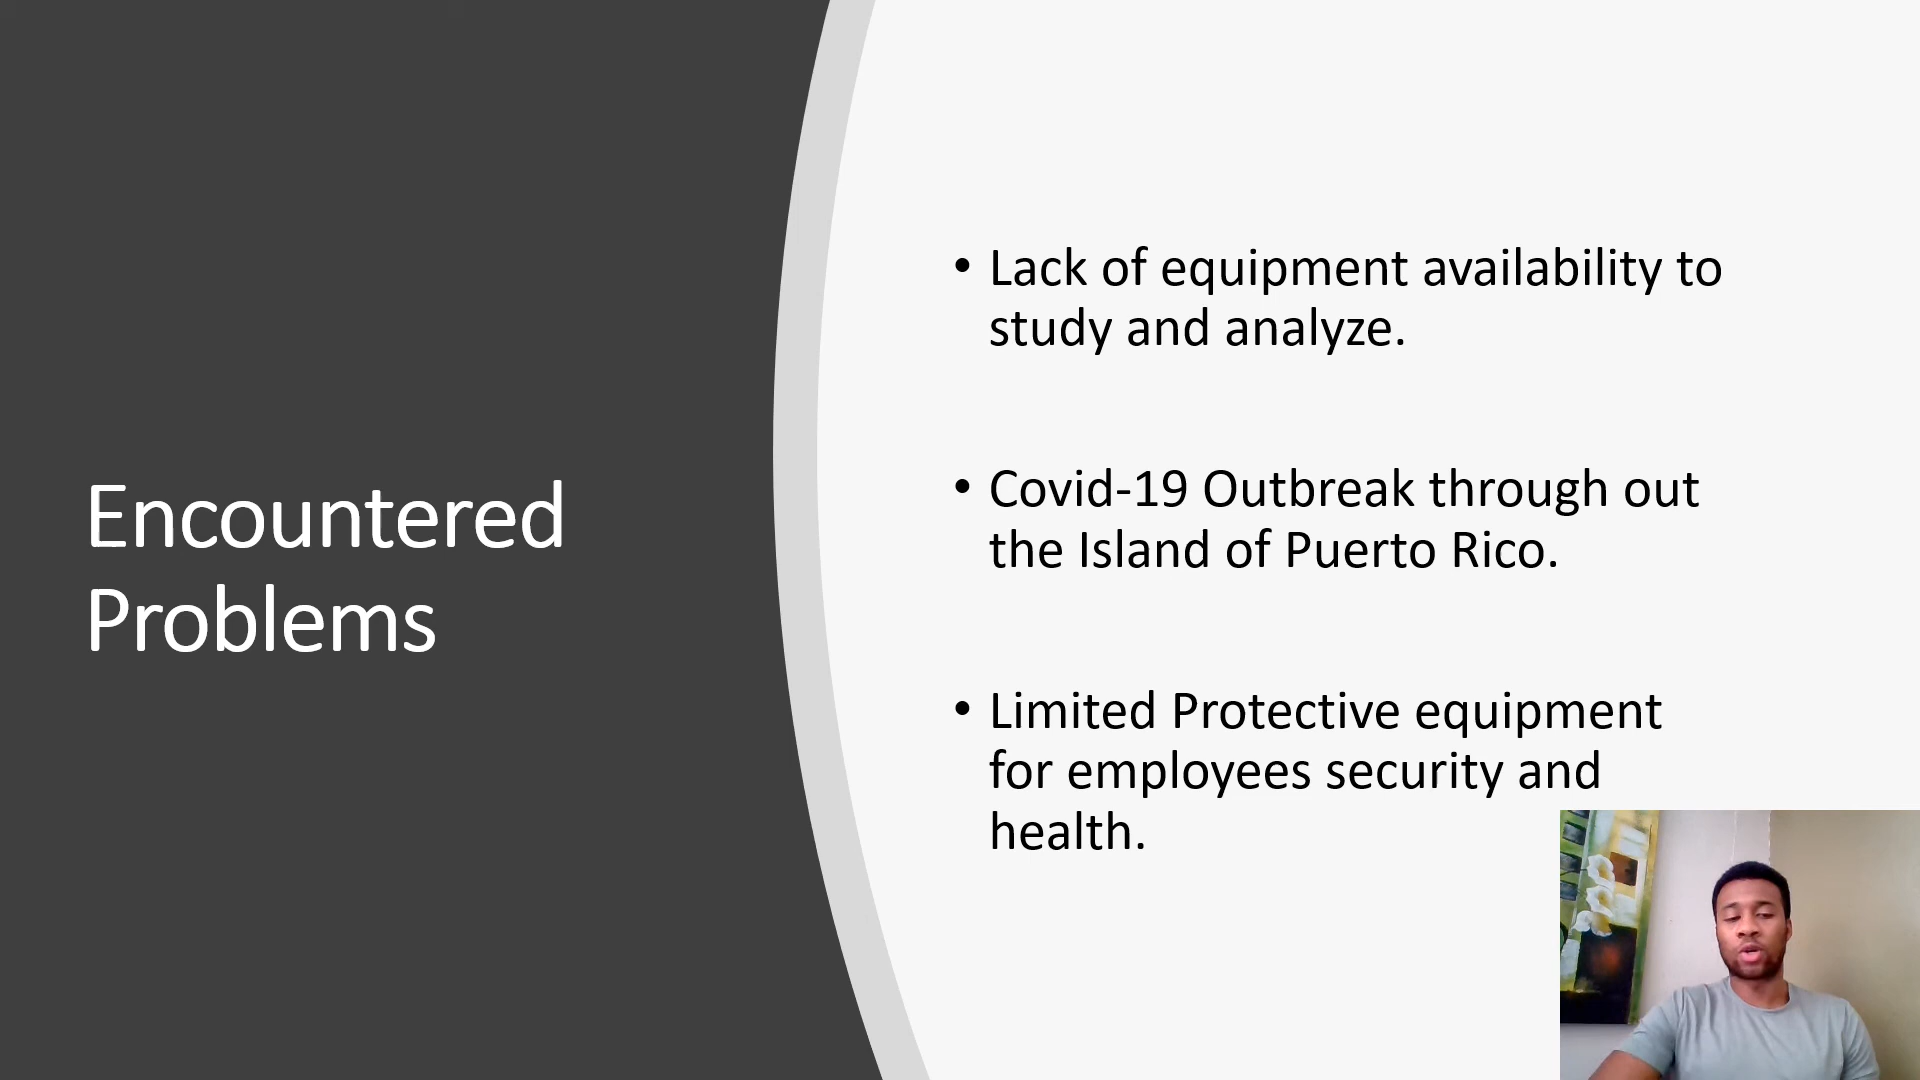 Encountered
Problems
• Lack of equipment availability to
study and analyze.
• Covid-19 Outbreak through out
the Island of Puerto Rico.
• Limited Protective equipment
for employees security and
health.